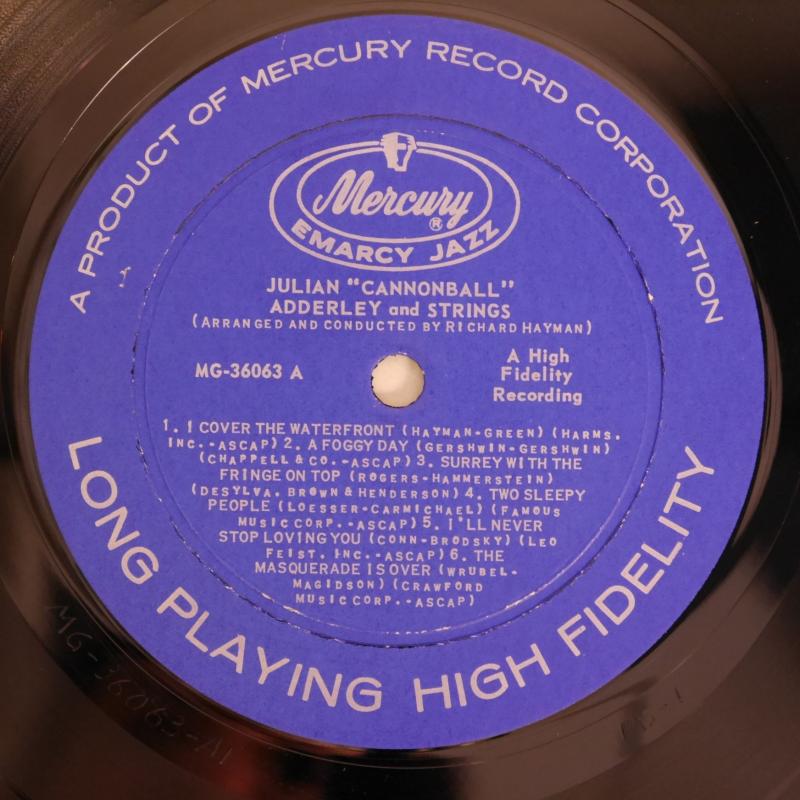 A PRODUCT OF MERCURY RECORD CORPORATION
Mercury®
EMARCY JAZZ
JULIAN "CANNONBALL"
ADDERLEY and STRINGS
(ARRANGED AND CONDUCTED BY RICHARD HAYMAN)
MG-36063 A
A High
Fidelity
Recording
1. I COVER THE WATERFRONT (HAYMAN-GREEN) (HARMS.
INC.-ASCAP) 2. A FOGGY DAY (GERSHWIN-GERSHWIN)
(CHAPPELL & CO.-ASCAP) 3. SURREY WITH THE
FRINGE ON TOP (ROGERS-HAMMERSTEIN)
(DESYLVA. BROWN & HENDERSON) 4. TWO SLEEPY
PEOPLE (LOESSER-CARMICHAEL) (FAMOUS
MUSIC CORP. -ASCAP) 5. I'LL NEVER
STOP LOVING YOU (CONN-BRODSKY) (LEO
FEIST. INC.-ASCAP) 6. THE
MASQUERADE IS OVER (WRUBEL-
MAGIDSON) (CRAWFORD
MUSIC CORP.-ASCAP)
LONG PLAYING HIGH FIDELITY